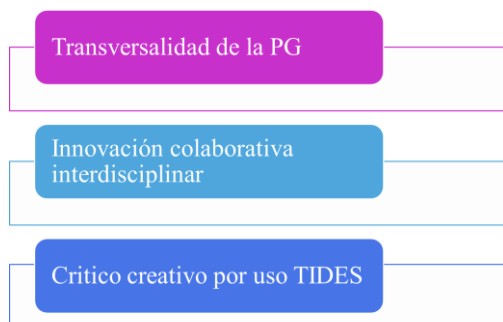 Transversalidad de la PG
Innovación colaborativa
interdisciplinar
Critico creativo por uso TIDES